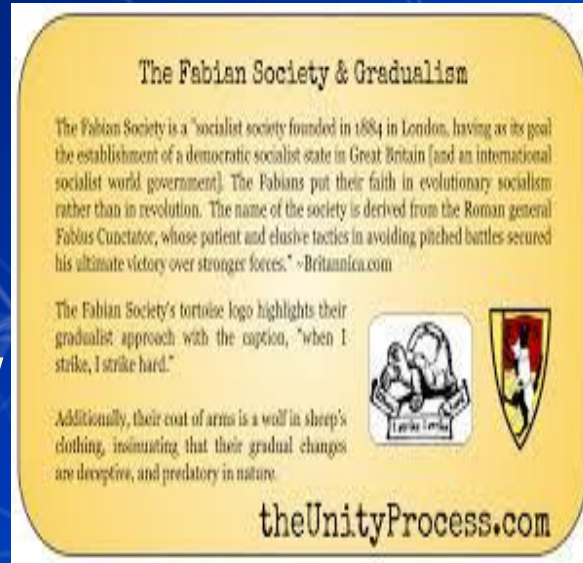 The Fabian Society & Gradualism
The Fabian Society is a "socialist society founded in 1884 in London, having as its goal
the establishment of a democratic socialist state in Great Britain [and an international
socialist world government]. The Fabians put their faith in evolutionary socialism
rather than in revolution. The name of the society is derived from the Roman general
Fabius Cunctator, whose patient and elusive tactics in avoiding pitched battles secured
his ultimate victory over stronger forces." ~Britannica.com
The Fabian Society's tortoise logo highlights their
gradualist approach with the caption, "when I
strike, I strike hard."
Additionally, their coat of arms is a wolf in sheep's
clothing, insinuating that their gradual changes
are deceptive, and predatory in nature.
theUnityProcess.com